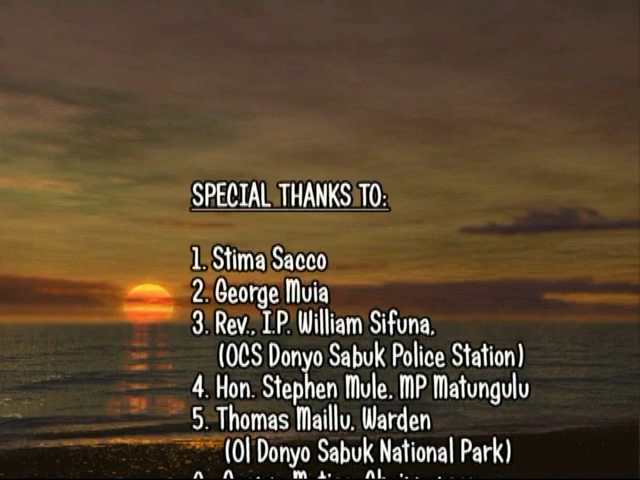 SPECIAL THANKS TO:
1. Stima Sacco
2. George Muia
3. Rev., I.P. William Sifuna,
(OCS Donyo Sabuk Police Station)
4. Hon. Stephen Mule, MP Matungulu
5. Thomas Maillu, Warden
(Ol Donyo Sabuk National Park)